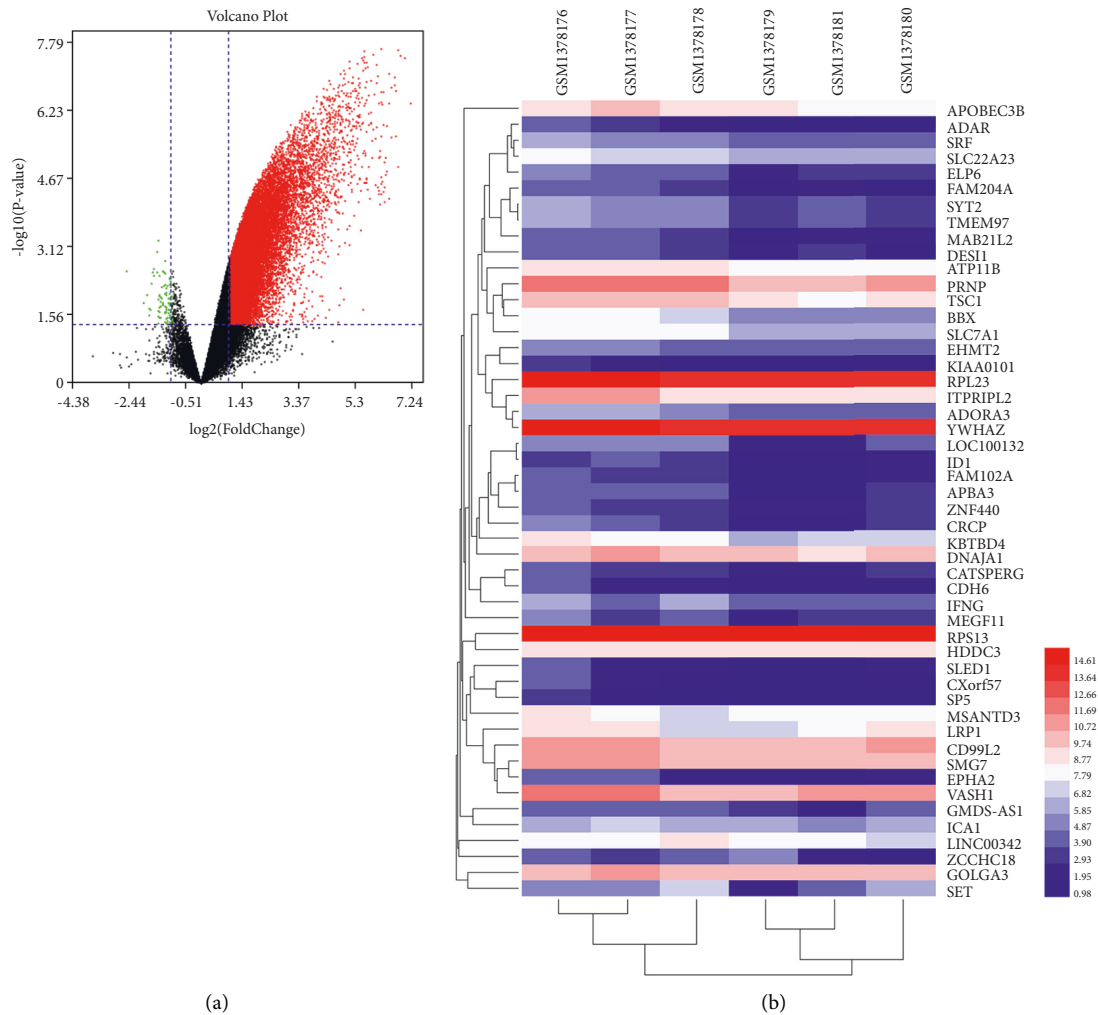 Volcano Plot
-log10(P-value)
7.79
6.23
4.67
3.12
1.56
0
-4.38
-2.44
-0.51
1.43
3.37
5.3
7.24
log2(FoldChange)
(a)
GSM1378176
GSM1378177
GSM1378178
GSM1378179
GSM1378181
GSM1378180
APOBEC3B
ADAR
SRF
SLC22A23
ELP6
FAM204A
SYT2
TMEM97
MAB21L2
DESI1
ATP11B
PRNP
TSC1
BBX
SLC7A1
EHMT2
KIAA0101
RPL23
ITPRIPL2
ADORA3
YWHAZ
LOC100132
ID1
FAM102A
APBA3
ZNF440
CRCP
KBTBD4
DNAJA1
CATSPERG
CDH6
IFNG
MEGF11
RPS13
HDDC3
SLED1
CXorf57
SP5
MSANTD3
LRP1
CD99L2
SMG7
EPHA2
VASH1
GMDS-AS1
ICA1
LINC00342
ZCCHC18
GOLGA3
SET
14.61
13.64
12.66
11.69
10.72
9.74
8.77
7.79
6.82
5.85
4.87
3.90
2.93
1.95
0.98
(b)